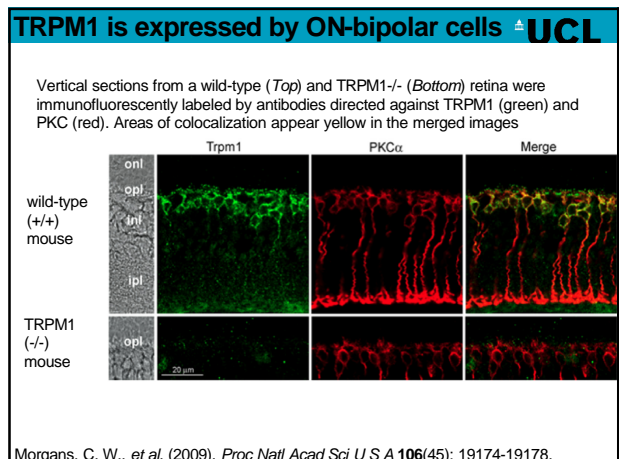 TRPM1 is expressed by ON-bipolar cells UCL
Vertical sections from a wild-type (Top) and TRPM1-/- (Bottom) retina were
immunofluorescently labeled by antibodies directed against TRPM1 (green) and
PKC (red). Areas of colocalization appear yellow in the merged images
Trpm1 PKCα Merge
onl
opl
inl
ipl
wild-type
(+/+)
mouse
TRPM1
(-/-)
mouse
opl
20 μm
Morgans, C. W., et al. (2009). Proc Natl Acad Sci U S A 106(45): 19174-19178.